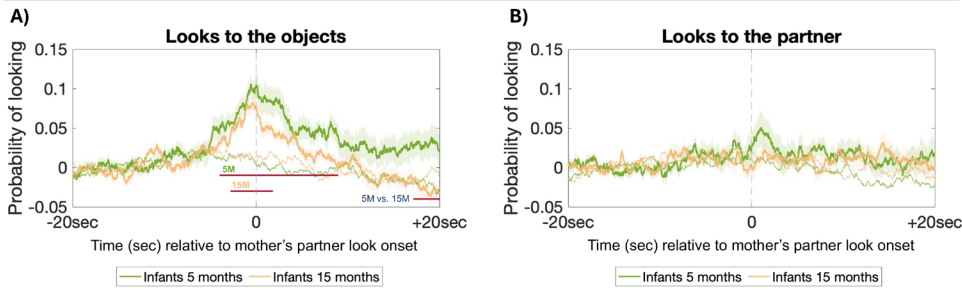 A)
Looks to the objects
Probability of looking
0.15
0.1
0.05
0
-0.05
5M
15M
5M vs. 15M
-20sec
0
+20sec
Time (sec) relative to mother's partner look onset
Infants 5 months
Infants 15 months
B)
Looks to the partner
Probability of looking
0.15
0.1
0.05
0
-0.05
-20sec
0
+20sec
Time (sec) relative to mother's partner look onset
Infants 5 months
Infants 15 months